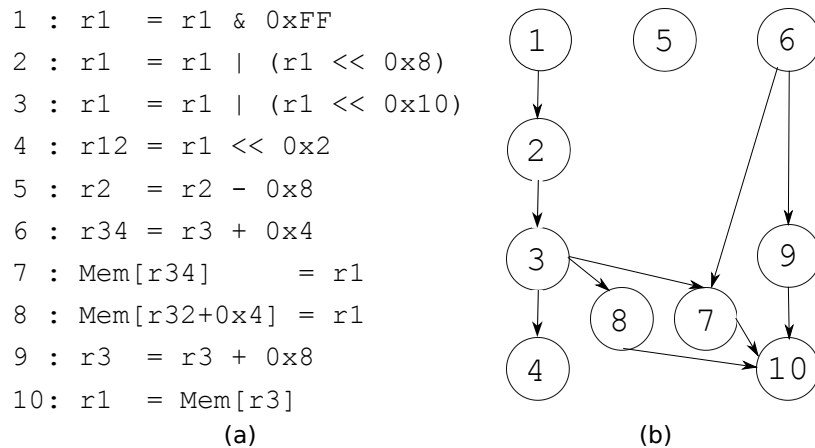 1 : r1 = r1 & 0xFF
2 : r1 = r1 | (r1 << 0x8)
3 : r1 = r1 | (r1 << 0x10)
4 : r12 = r1 << 0x2
5 : r2 = r2 - 0x8
6 : r34 = r3 + 0x4
7 : Mem[r34] = r1
8 : Mem[r32+0x4] = r1
9 : r3 = r3 + 0x8
10: r1 = Mem[r3]
(a)
1 5 6
2
3 9
8 7
4 10
(b)